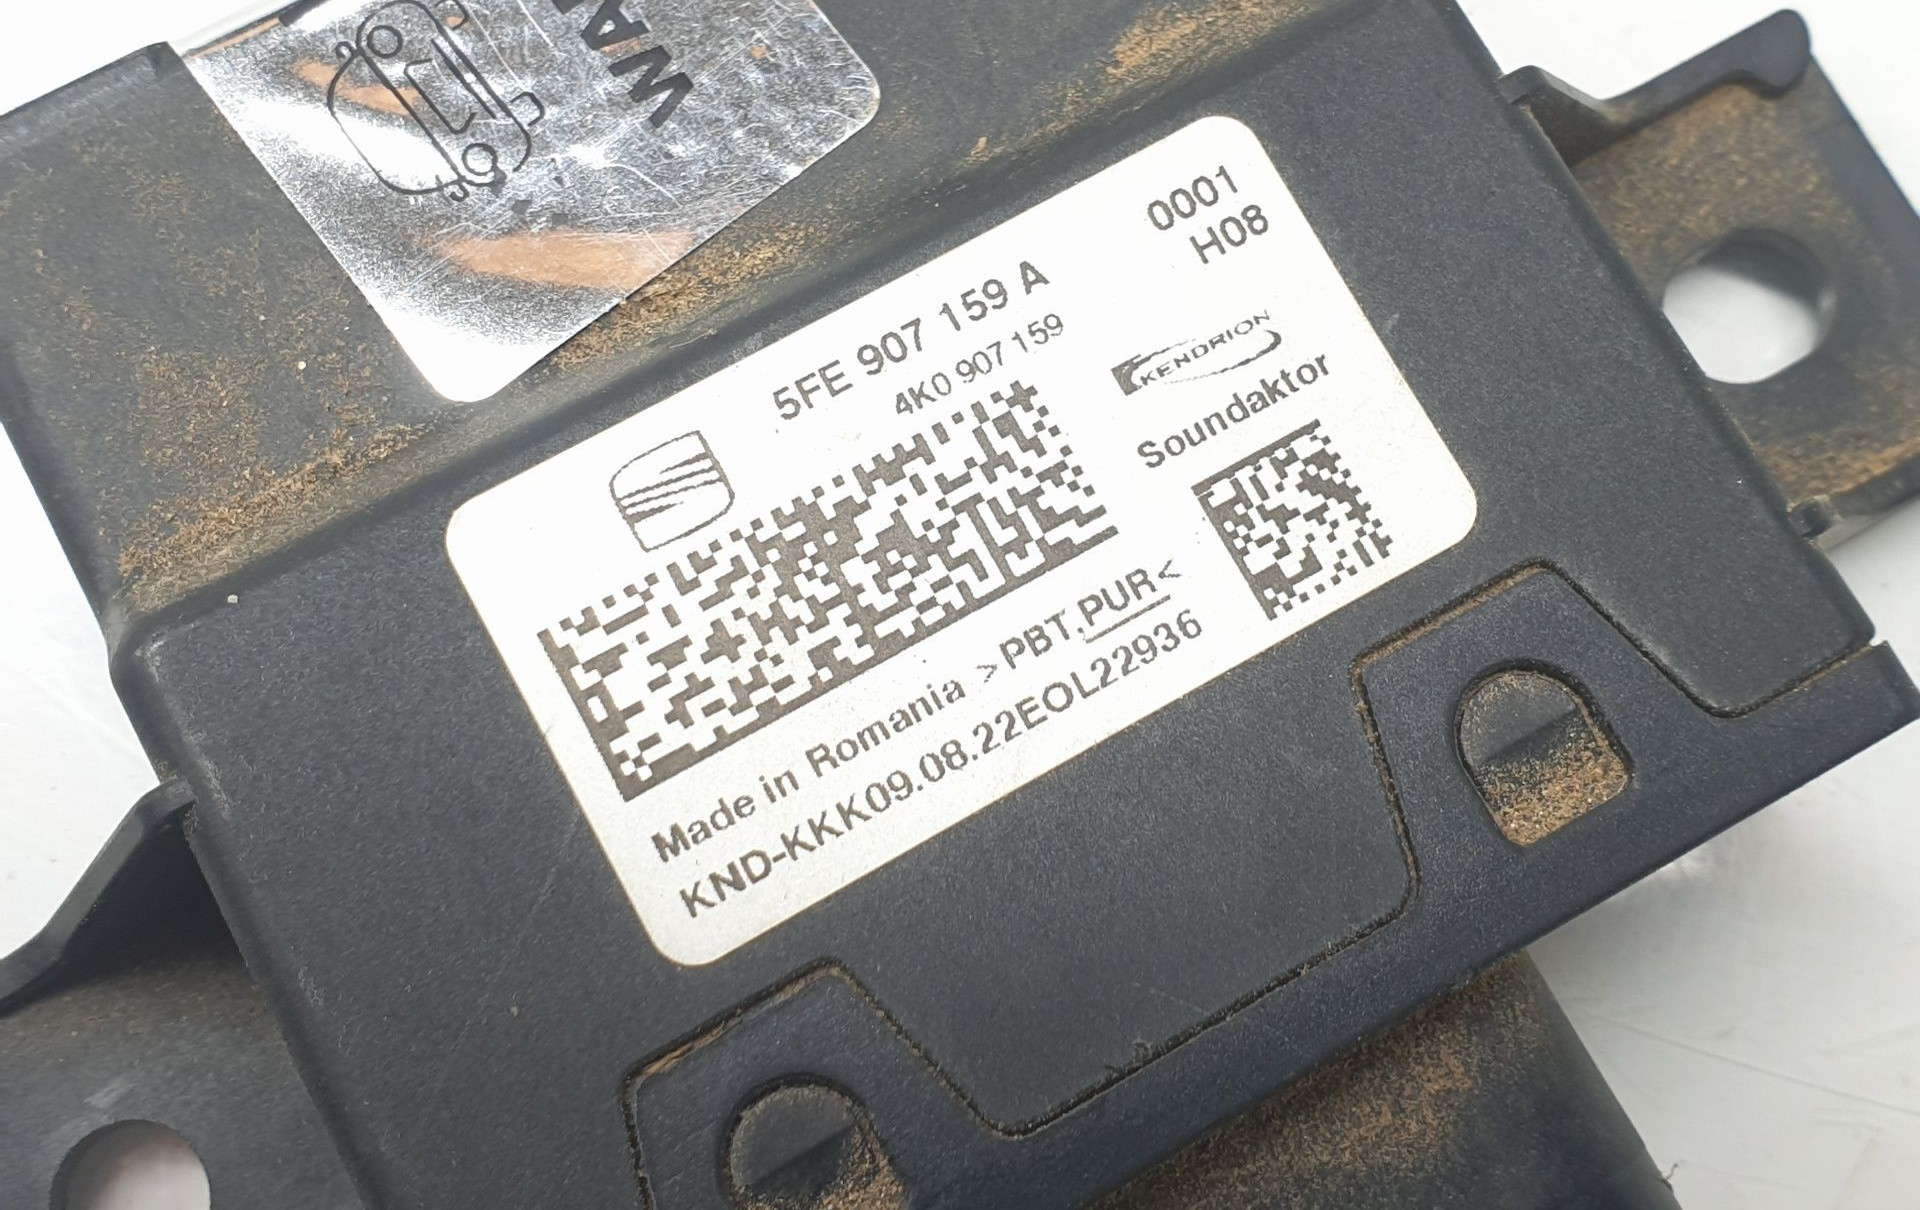 0001
H08
5FE 907 159 A
4K0 907 159
KENDRION
Soundaktor
Made in Romania >PBT,PUR<
KND-KKK09.08.22EOL22936